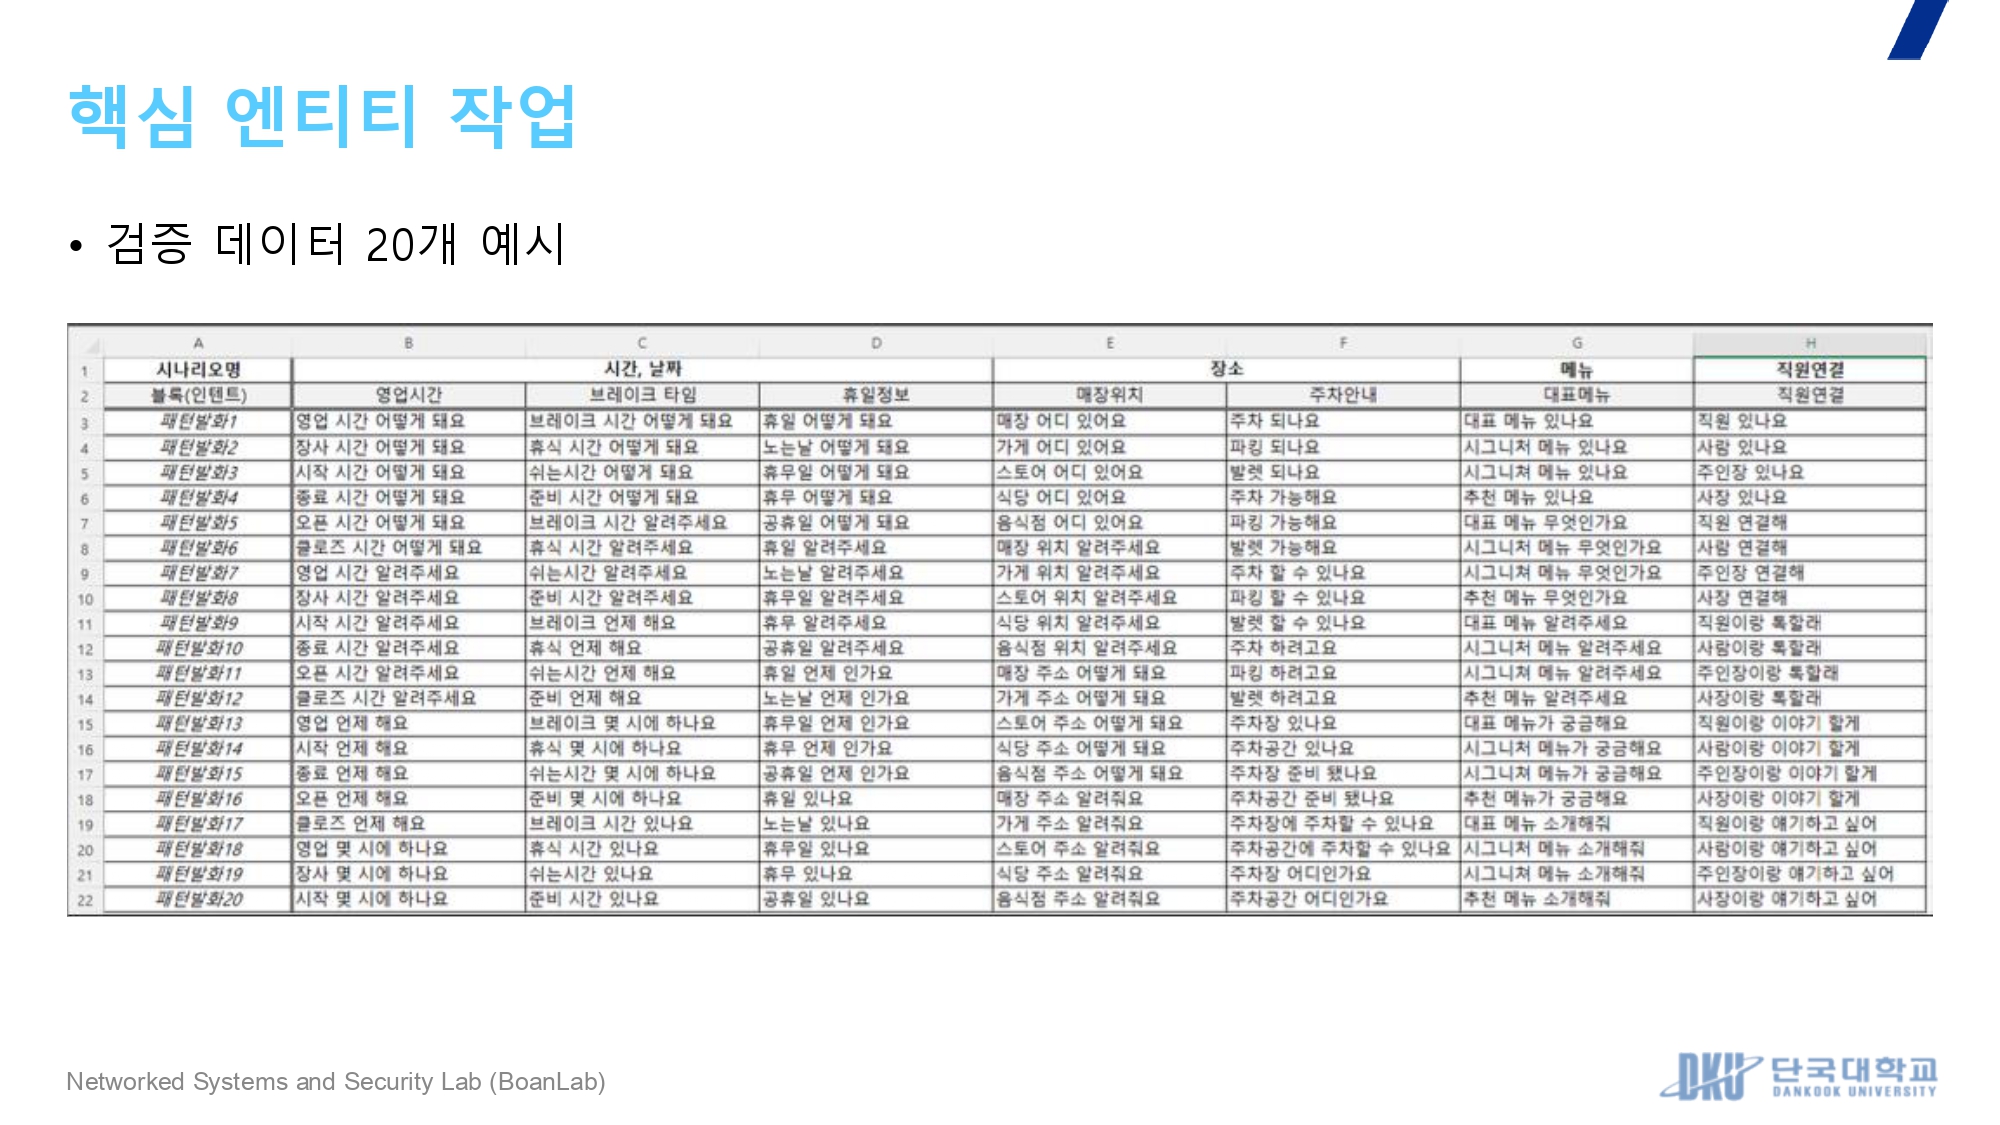 핵심 엔티티 작업
• 검증 데이터 20개 예시
A B C D E F G H
1 시나리오명 시간, 날짜 장소 메뉴 직원연결
2 블록(인텐트) 영업시간 브레이크 타임 휴일정보 매장위치 주차안내 대표메뉴 직원연결
3 패턴발화1 영업 시간 어떻게 돼요 브레이크 시간 어떻게 돼요 휴일 어떻게 돼요 매장 어디 있어요 주차 되나요 대표 메뉴 있나요 직원 있나요
4 패턴발화2 장사 시간 어떻게 돼요 휴식 시간 어떻게 돼요 노는날 어떻게 돼요 가게 어디 있어요 파킹 되나요 시그니처 메뉴 있나요 사람 있나요
5 패턴발화3 시작 시간 어떻게 돼요 쉬는시간 어떻게 돼요 휴무일 어떻게 돼요 스토어 어디 있어요 발렛 되나요 시그니쳐 메뉴 있나요 주인장 있나요
6 패턴발화4 종료 시간 어떻게 돼요 준비 시간 어떻게 돼요 휴무 어떻게 돼요 식당 어디 있어요 주차 가능해요 추천 메뉴 있나요 사장 있나요
7 패턴발화5 오픈 시간 어떻게 돼요 브레이크 시간 알려주세요 공휴일 어떻게 돼요 음식점 어디 있어요 파킹 가능해요 대표 메뉴 무엇인가요 직원 연결해
8 패턴발화6 클로즈 시간 어떻게 돼요 휴식 시간 알려주세요 휴일 알려주세요 매장 위치 알려주세요 발렛 가능해요 시그니처 메뉴 무엇인가요 사람 연결해
9 패턴발화7 영업 시간 알려주세요 쉬는시간 알려주세요 노는날 알려주세요 가게 위치 알려주세요 주차 할 수 있나요 시그니쳐 메뉴 무엇인가요 주인장 연결해
10 패턴발화8 장사 시간 알려주세요 준비 시간 알려주세요 휴무일 알려주세요 스토어 위치 알려주세요 파킹 할 수 있나요 추천 메뉴 무엇인가요 사장 연결해
11 패턴발화9 시작 시간 알려주세요 브레이크 언제 해요 휴무 알려주세요 식당 위치 알려주세요 발렛 할 수 있나요 대표 메뉴 알려주세요 직원이랑 톡할래
12 패턴발화10 종료 시간 알려주세요 휴식 언제 해요 공휴일 알려주세요 음식점 위치 알려주세요 주차 하려고요 시그니처 메뉴 알려주세요 사람이랑 톡할래
13 패턴발화11 오픈 시간 알려주세요 쉬는시간 언제 해요 휴일 언제 인가요 매장 주소 어떻게 돼요 파킹 하려고요 시그니쳐 메뉴 알려주세요 주인장이랑 톡할래
14 패턴발화12 클로즈 시간 알려주세요 준비 언제 해요 노는날 언제 인가요 가게 주소 어떻게 돼요 발렛 하려고요 추천 메뉴 알려주세요 사장이랑 톡할래
15 패턴발화13 영업 언제 해요 브레이크 몇 시에 하나요 휴무일 언제 인가요 스토어 주소 어떻게 돼요 주차장 있나요 대표 메뉴가 궁금해요 직원이랑 이야기 할게
16 패턴발화14 시작 언제 해요 휴식 몇 시에 하나요 휴무 언제 인가요 식당 주소 어떻게 돼요 주차공간 있나요 시그니처 메뉴가 궁금해요 사람이랑 이야기 할게
17 패턴발화15 종료 언제 해요 쉬는시간 몇 시에 하나요 공휴일 언제 인가요 음식점 주소 어떻게 돼요 주차장 준비 됐나요 시그니쳐 메뉴가 궁금해요 주인장이랑 이야기 할게
18 패턴발화16 오픈 언제 해요 준비 몇 시에 하나요 휴일 있나요 매장 주소 알려줘요 주차공간 준비 됐나요 추천 메뉴가 궁금해요 사장이랑 이야기 할게
19 패턴발화17 클로즈 언제 해요 브레이크 시간 있나요 노는날 있나요 가게 주소 알려줘요 주차장에 주차할 수 있나요 대표 메뉴 소개해줘 직원이랑 얘기하고 싶어
20 패턴발화18 영업 몇 시에 하나요 휴식 시간 있나요 휴무일 있나요 스토어 주소 알려줘요 주차공간에 주차할 수 있나요 시그니처 메뉴 소개해줘 사람이랑 얘기하고 싶어
21 패턴발화19 장사 몇 시에 하나요 쉬는시간 있나요 휴무 있나요 식당 주소 알려줘요 주차장 어디인가요 시그니쳐 메뉴 소개해줘 주인장이랑 얘기하고 싶어
22 패턴발화20 시작 몇 시에 하나요 준비 시간 있나요 공휴일 있나요 음식점 주소 알려줘요 주차공간 어디인가요 추천 메뉴 소개해줘 사장이랑 얘기하고 싶어
Networked Systems and Security Lab (BoanLab)
DKU 단국대학교
DANKOOK UNIVERSITY